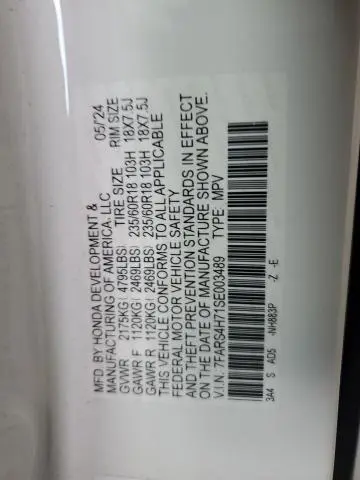 MFD. BY HONDA DEVELOPMENT & 05/'24
MANUFACTURING OF AMERICA, LLC
GVWR 2175KG( 4795LBS) TIRE SIZE RIM SIZE
GAWR F 1120KG( 2469LBS) 235/60R18 103H 18X7.5J
GAWR R 1120KG( 2469LBS) 235/60R18 103H 18X7.5J
THIS VEHICLE CONFORMS TO ALL APPLICABLE
FEDERAL MOTOR VEHICLE SAFETY
AND THEFT PREVENTION STANDARDS IN EFFECT
ON THE DATE OF MANUFACTURE SHOWN ABOVE.
V.I.N. 7FARS4H71SE003489 TYPE: MPV
3A4 S AD5 -NH883P -Z -E